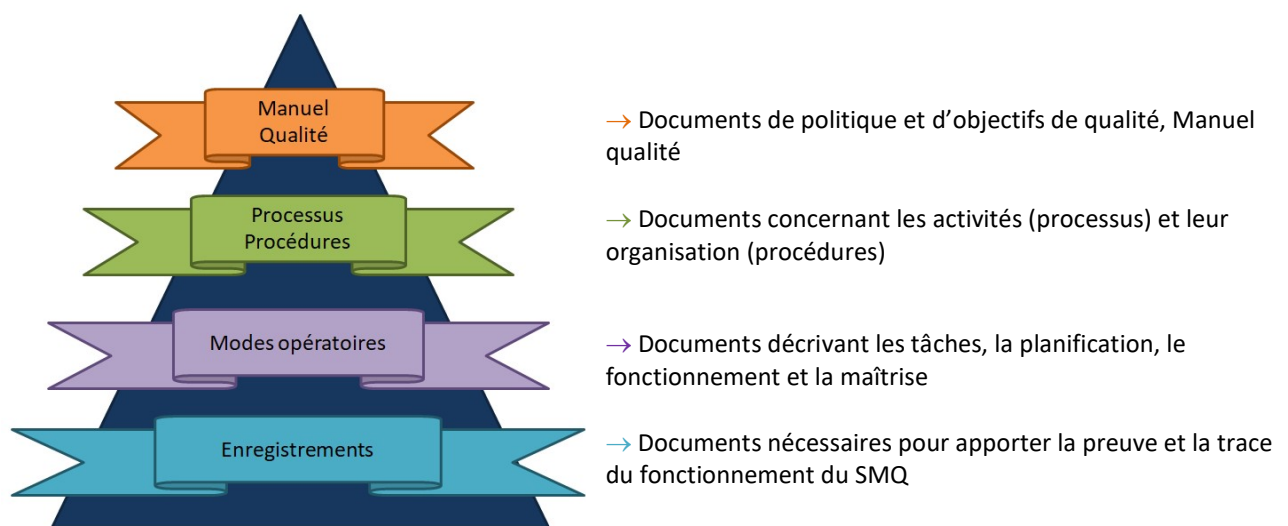 Manuel
Qualité
→ Documents de politique et d’objectifs de qualité, Manuel
qualité
Processus
Procédures
→ Documents concernant les activités (processus) et leur
organisation (procédures)
Modes opératoires
→ Documents décrivant les tâches, la planification, le
fonctionnement et la maîtrise
Enregistrements
→ Documents nécessaires pour apporter la preuve et la trace
du fonctionnement du SMQ